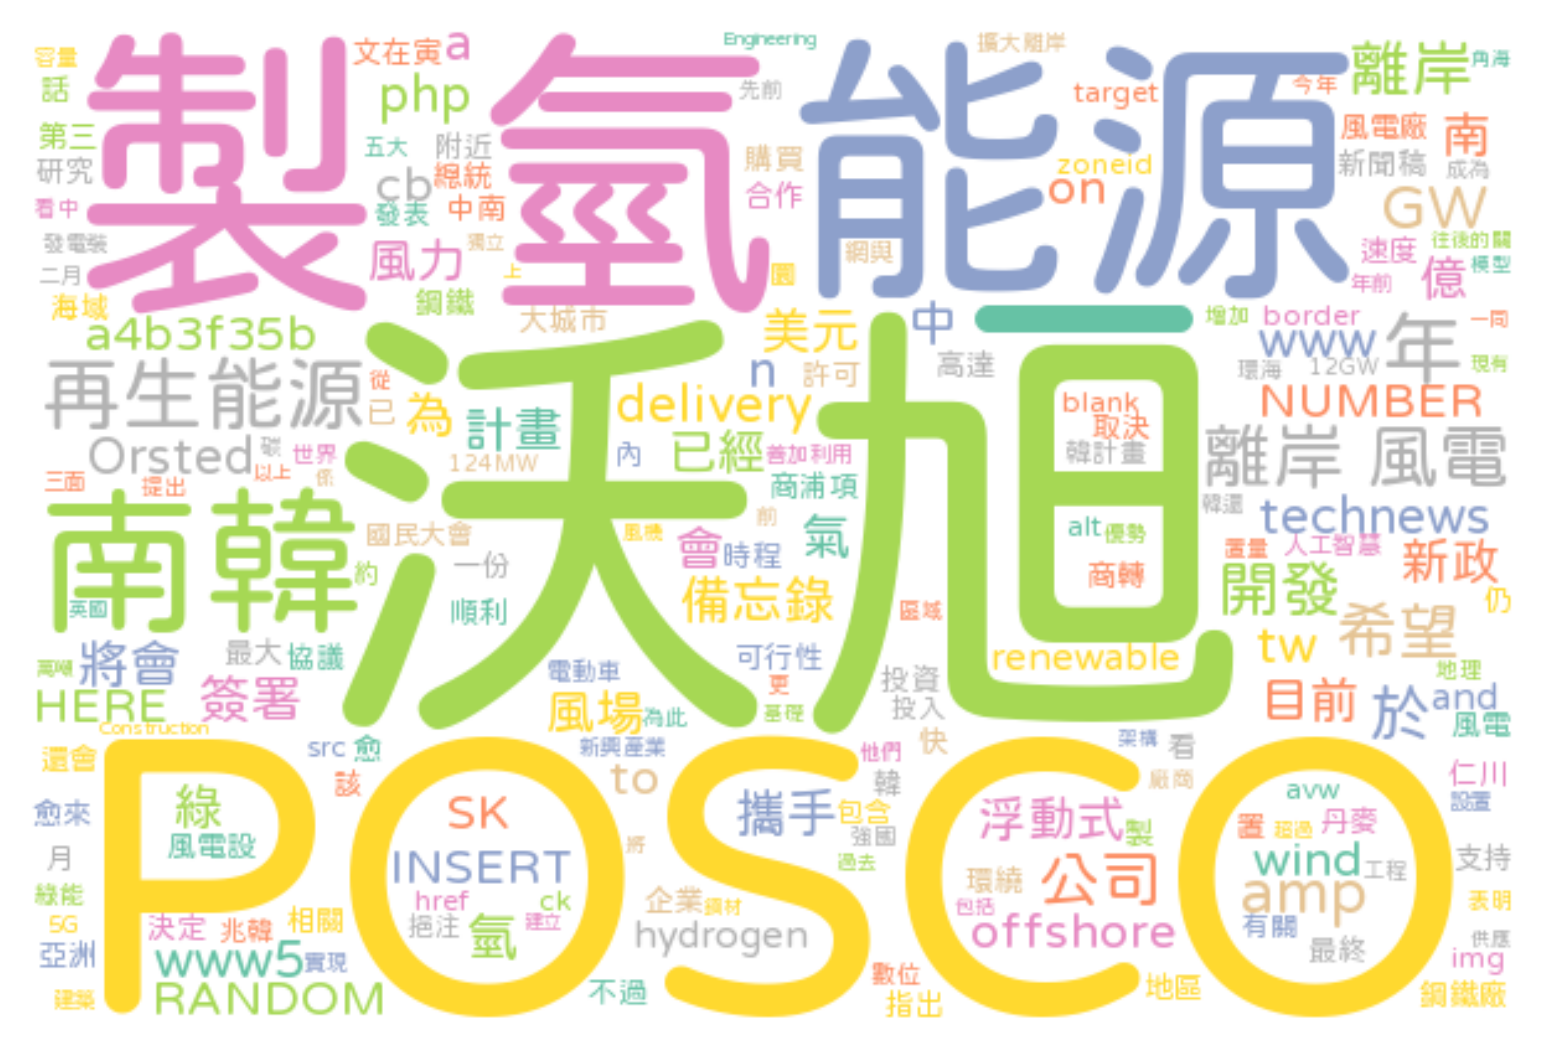 容量
文在寅
a
Engineering
擴大離岸
離岸
角海
話
php
先前
target
今年
製氫
能源
第三
五大
附近
購買
風電廠
南
研究
cb
總統
zoneid
新聞稿
成為
看中
發表
中南
合作
on
GW
發電裝
風力
獨立
網與
速度
往後的關
二月
上
園
年前
億
模型
海域
鋼鐵
大城市
美元
中
一
增加
border
一同
a4b3f35b
沃旭
www
年
再生能源
從
n
許可
高達
環海
12GW
現有
已
為
計畫
delivery
blank
NUMBER
取決
Orsted
碳
世界
124MW
內
已經
善加利用
韓計畫
離岸 風電
三面
提出
以上
係
商浦項
韓還
technews
南韓
國民大會
風機
前
氣
alt
優勢
會
時程
置量
人工智慧
新政
約
一份
商轉
開發
英國
順利
備忘錄
區域
希望
仍
萬噸
將會
最大
協議
電動車
可行性
renewable
tw
地理
HERE
簽署
風場
為此
更
基礎
投資
投入
目前
於
and
風電
Construction
還會
src
愈
新興產業
他們
快
架構
看
POSCO
該
to
韓
廠商
仁川
愈來
綠
SK
攜手
包含
浮動式
製
avw
置
超過
丹麥
設置
風電設
強國
月
INSERT
將
過去
環繞
公司
wind
工程
支持
綠能
href
ck
企業
鋼材
包括
amp
表明
5G
決定
兆韓
相關
挹注
氫
建立
hydrogen
offshore
有關
最終
供應
亞洲
www5
實現
img
建築
RANDOM
不過
數位
指出
地區
鋼鐵廠